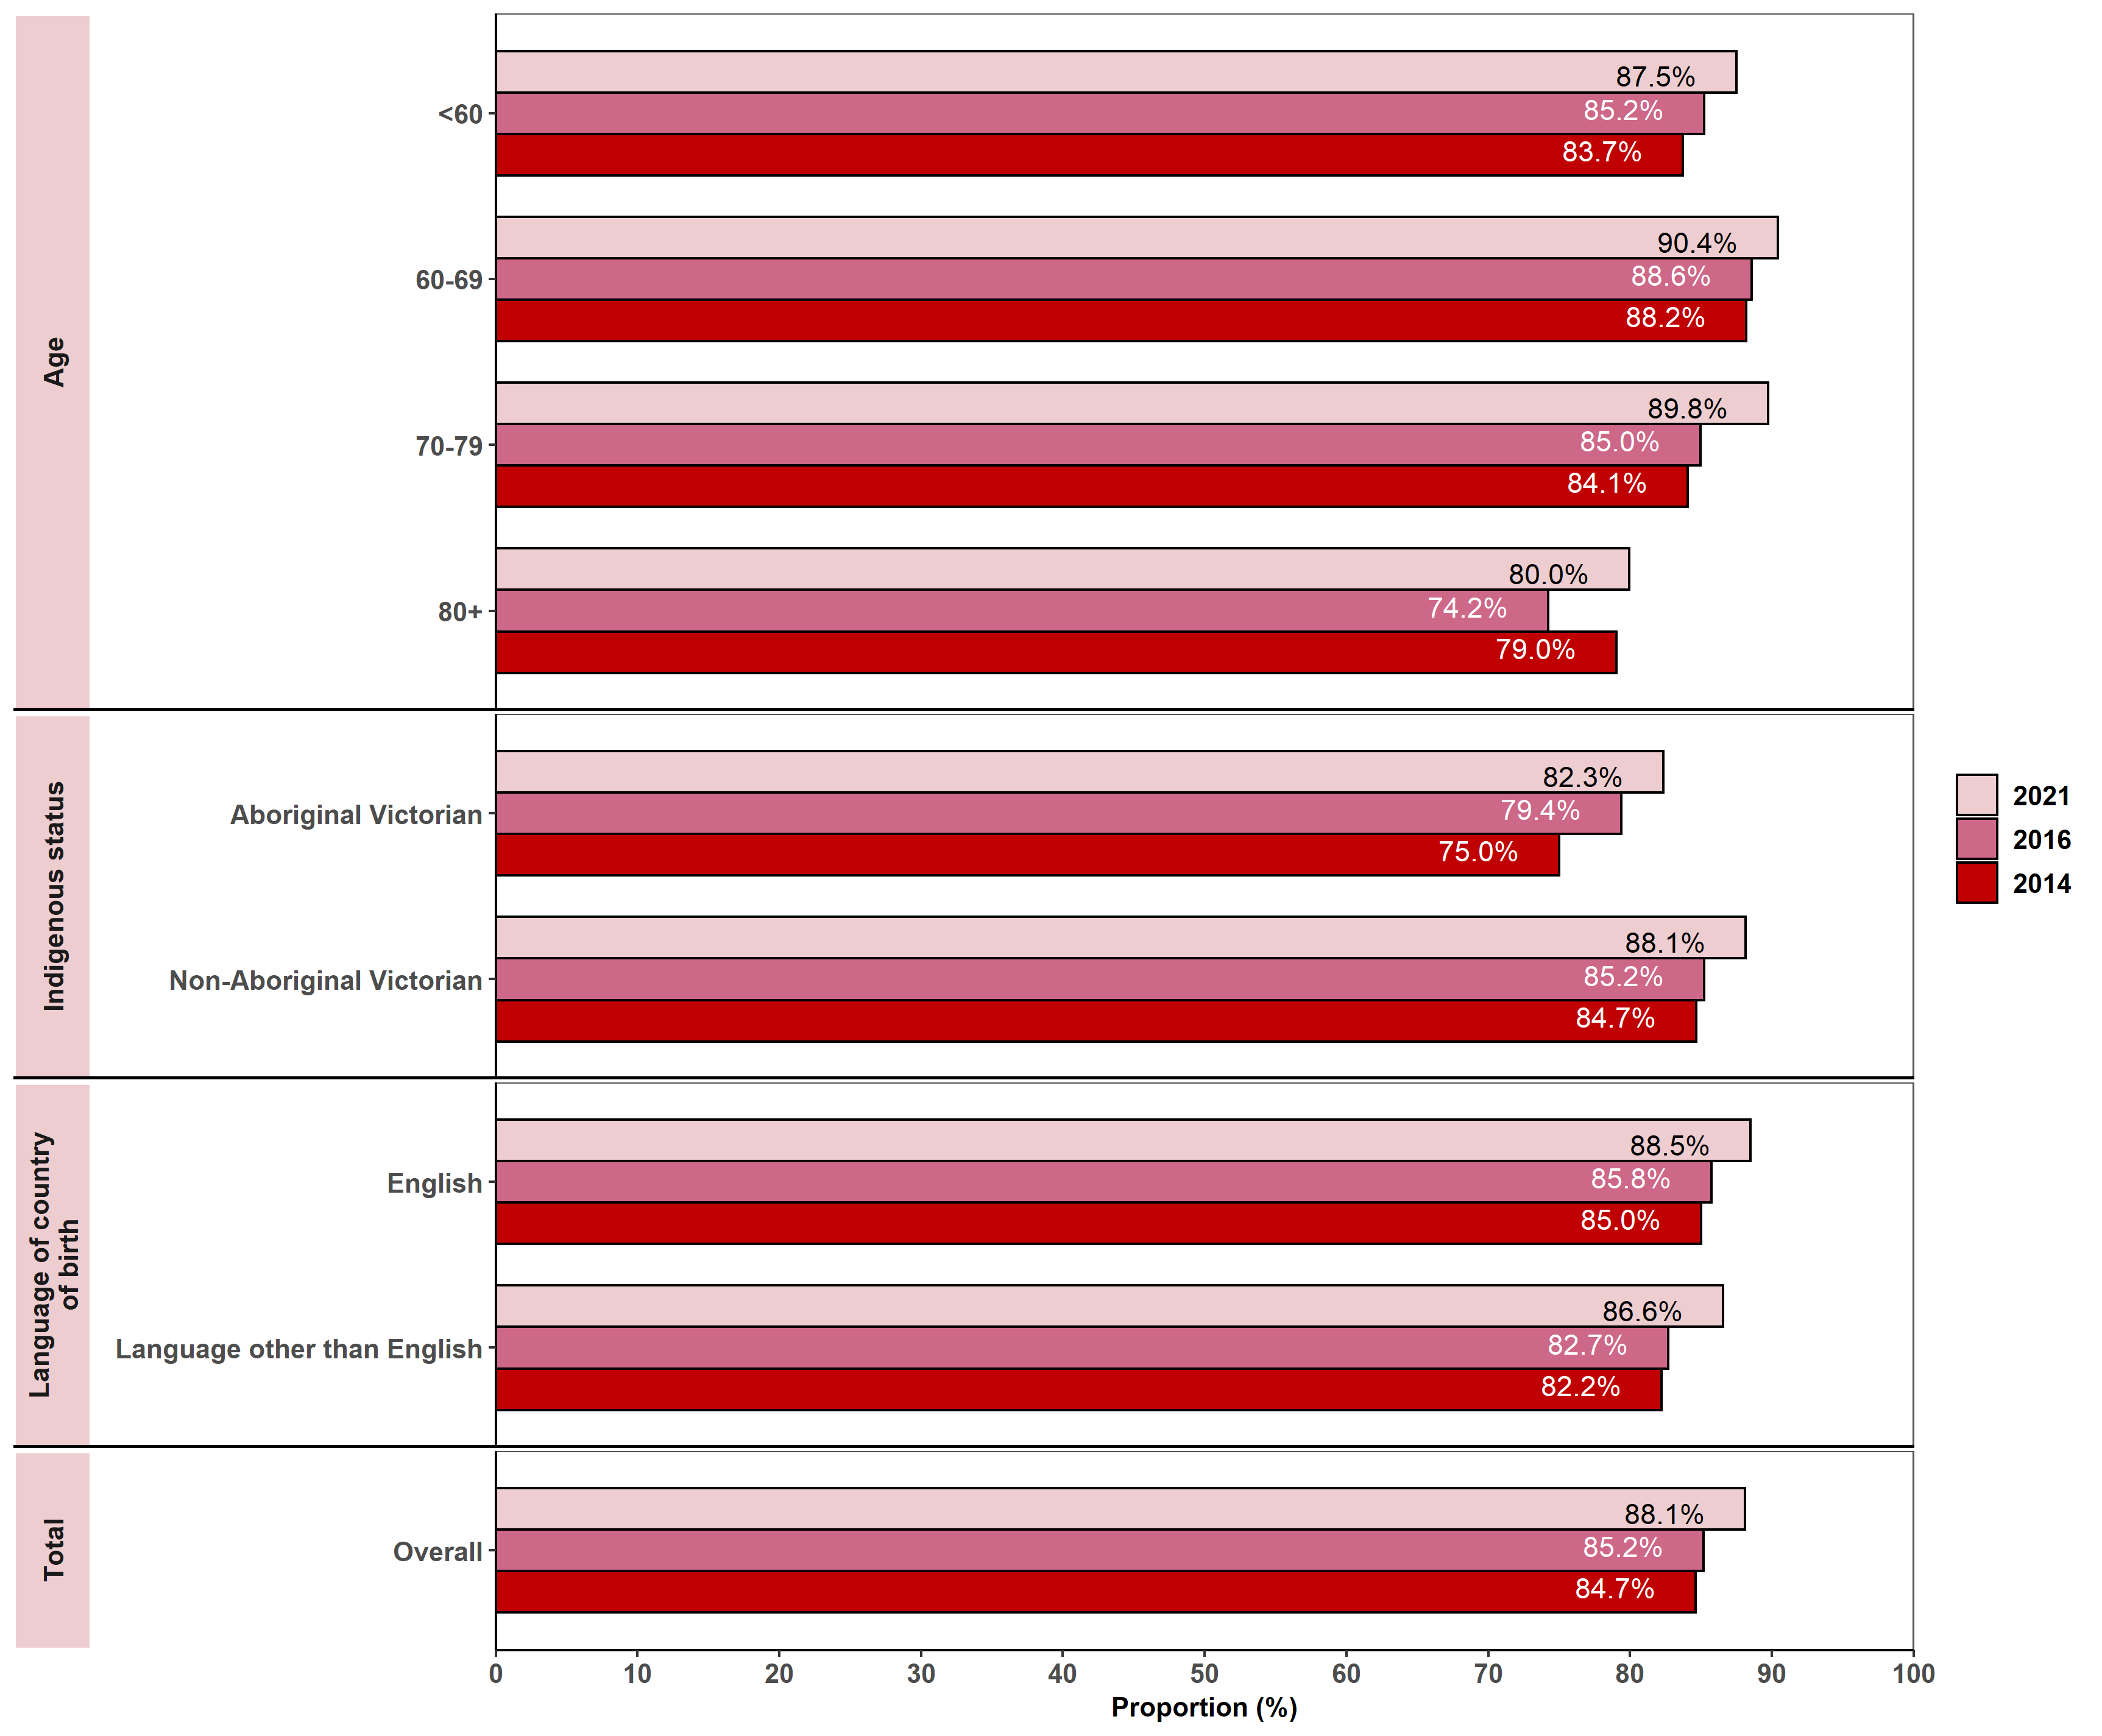 Age
<60
87.5%
85.2%
83.7%
60-69
90.4%
88.6%
88.2%
70-79
89.8%
85.0%
84.1%
80+
80.0%
74.2%
79.0%
Indigenous status
Aboriginal Victorian
82.3%
79.4%
75.0%
Non-Aboriginal Victorian
88.1%
85.2%
84.7%
Language of country
of birth
English
88.5%
85.8%
85.0%
Language other than English
86.6%
82.7%
82.2%
Total
Overall
88.1%
85.2%
84.7%
0 10 20 30 40 50 60 70 80 90 100
Proportion (%)
2021
2016
2014